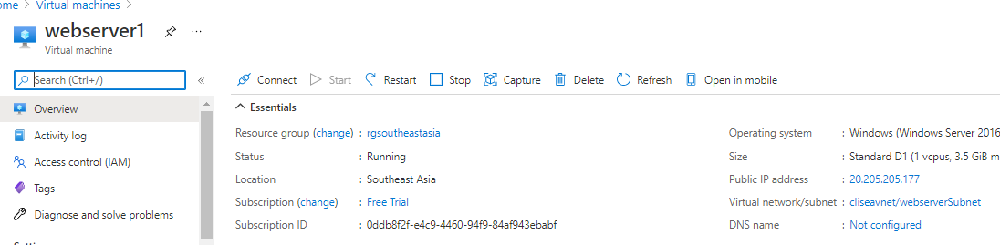 ome > Virtual machines >
webserver1 ...
Virtual machine
Search (Ctrl+/) «
Connect Start Restart Stop Capture Delete Refresh Open in mobile
Overview
Activity log
Access control (IAM)
Tags
Diagnose and solve problems
Essentials
Resource group (change) : rgsoutheastasia
Status : Running
Location : Southeast Asia
Subscription (change) : Free Trial
Subscription ID : 0ddb8f2f-e4c9-4460-94f9-84af943ebabf
Operating system : Windows (Windows Server 2016
Size : Standard D1 (1 vcpus, 3.5 GiB m
Public IP address : 20.205.205.177
Virtual network/subnet : cliseavnet/webserverSubnet
DNS name : Not configured